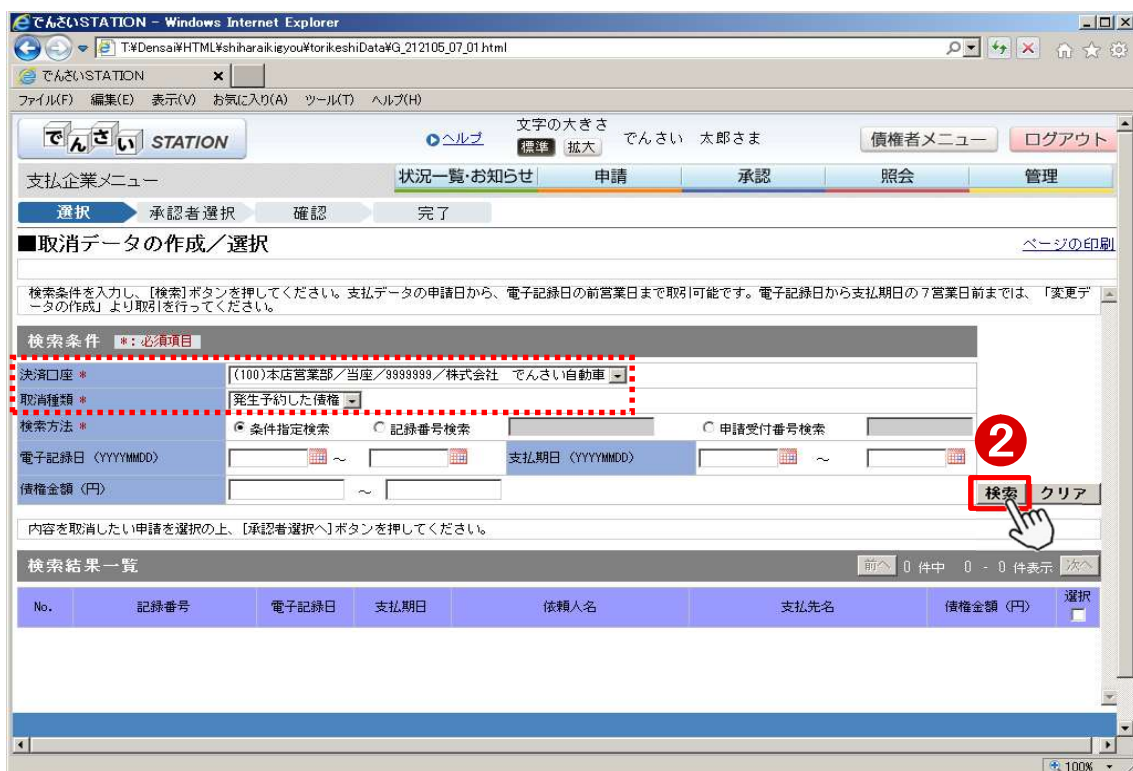 でんさいSTATION - Windows Internet Explorer
T:¥Densai¥HTML¥shiharaikigyou¥torikeshiData¥G_212105_07_01.html
でんさいSTATION
ファイル(F) 編集(E) 表示(V) お気に入り(A) ツール(T) ヘルプ(H)
でんさい STATION
ヘルプ
文字の大きさ
標準 拡大
でんさい 太郎さま
債権者メニュー
ログアウト
支払企業メニュー
状況一覧・お知らせ 申請 承認 照会 管理
選択 承認者選択 確認 完了
■取消データの作成／選択
ページの印刷
検索条件を入力し、[検索]ボタンを押してください。支払データの申請日から、電子記録日の前営業日まで取引可能です。電子記録日から支払期日の７営業日前までは、「変更デ
ータの作成」より取引を行ってください。
検索条件 *：必須項目
決済口座 * (100)本店営業部／当座／9999999／株式会社 でんさい自動車
取消種類 * 発生予約した債権
検索方法 * 条件指定検索 記録番号検索 申請受付番号検索
電子記録日（YYYYMMDD） ～ 支払期日（YYYYMMDD） ～
債権金額（円） ～
2
検索 クリア
内容を取消したい申請を選択の上、[承認者選択へ]ボタンを押してください。
検索結果一覧
前へ 0 件中 0 - 0 件表示 次へ
No. 記録番号 電子記録日 支払期日 依頼人名 支払先名 債権金額（円） 選択
100%